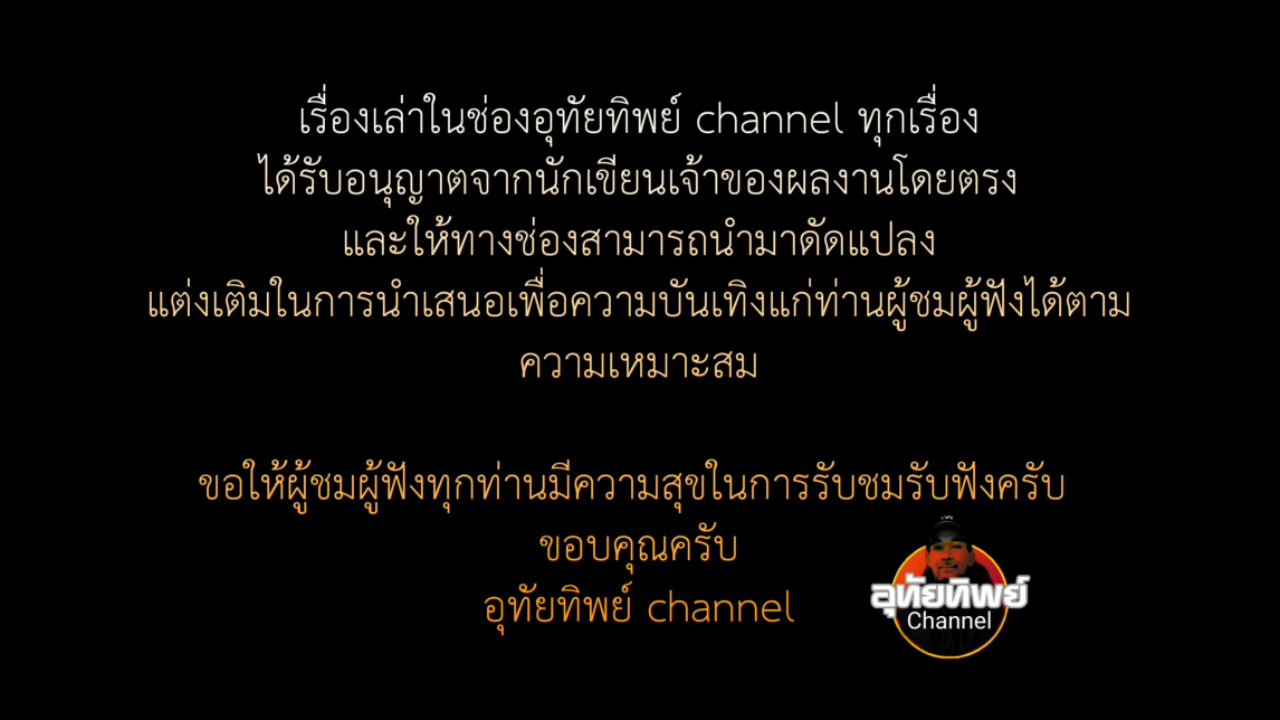 เรื่องเล่าในช่องอุทัยทิพย์ channel ทุกเรื่อง
ได้รับอนุญาตจากนักเขียนเจ้าของผลงานโดยตรง
และให้ทางช่องสามารถนำมาดัดแปลง
แต่งเติมในการนำเสนอเพื่อความบันเทิงแก่ท่านผู้ชมผู้ฟังได้ตาม
ความเหมาะสม
ขอให้ผู้ชมผู้ฟังทุกท่านมีความสุขในการรับชมรับฟังครับ
ขอบคุณครับ
อุทัยทิพย์ channel
อุทัยทิพย์
Channel